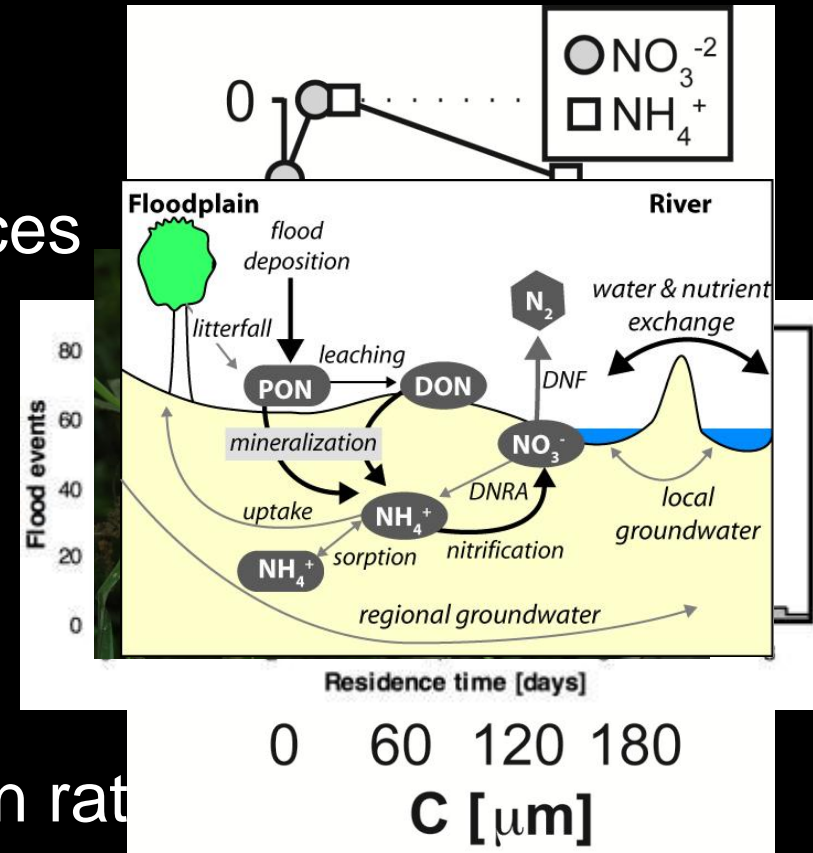 NO3-2
0
NH4+
ces
Floodplain
River
flood
deposition
N2
water & nutrient
exchange
litterfall
80
leaching
PON
DON
DNF
60
Flood events
mineralization
NO3-
40
DNRA
local
groundwater
uptake
NH4+
nitrification
20
sorption
NH4+
regional groundwater
0
Residence time [days]
0 60 120 180
n rat
C [μm]